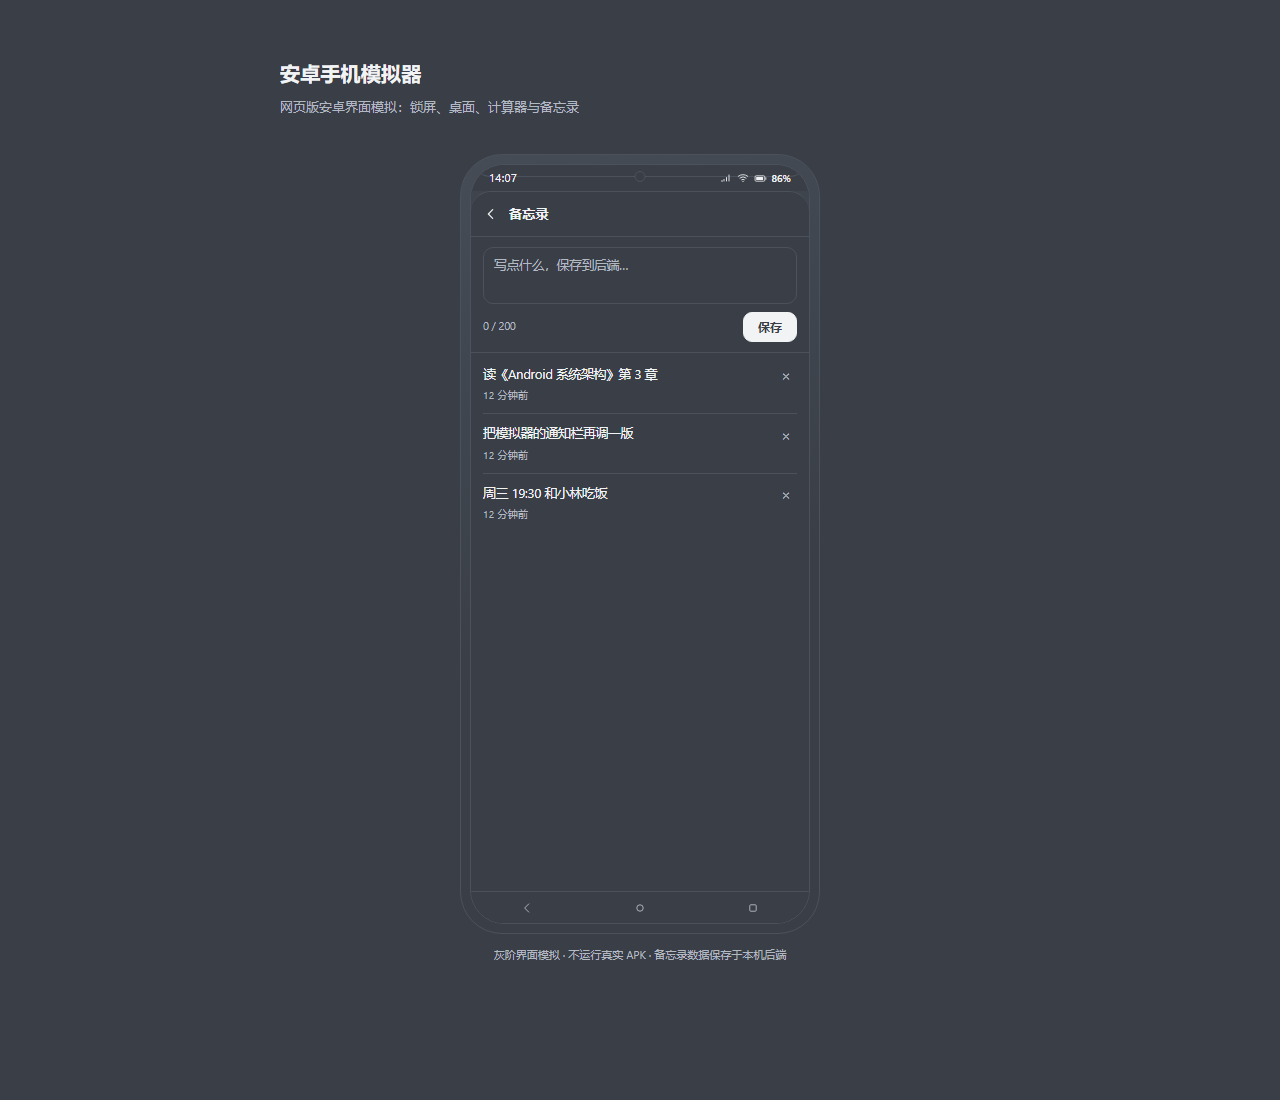 安卓手机模拟器
网页版安卓界面模拟：锁屏、桌面、计算器与备忘录
14:07
86%
备忘录
写点什么，保存到后端...
0 / 200
保存
读《Android 系统架构》第 3 章
12 分钟前
把模拟器的通知栏再调一版
12 分钟前
周三 19:30 和小林吃饭
12 分钟前
灰阶界面模拟 · 不运行真实 APK · 备忘录数据保存于本机后端